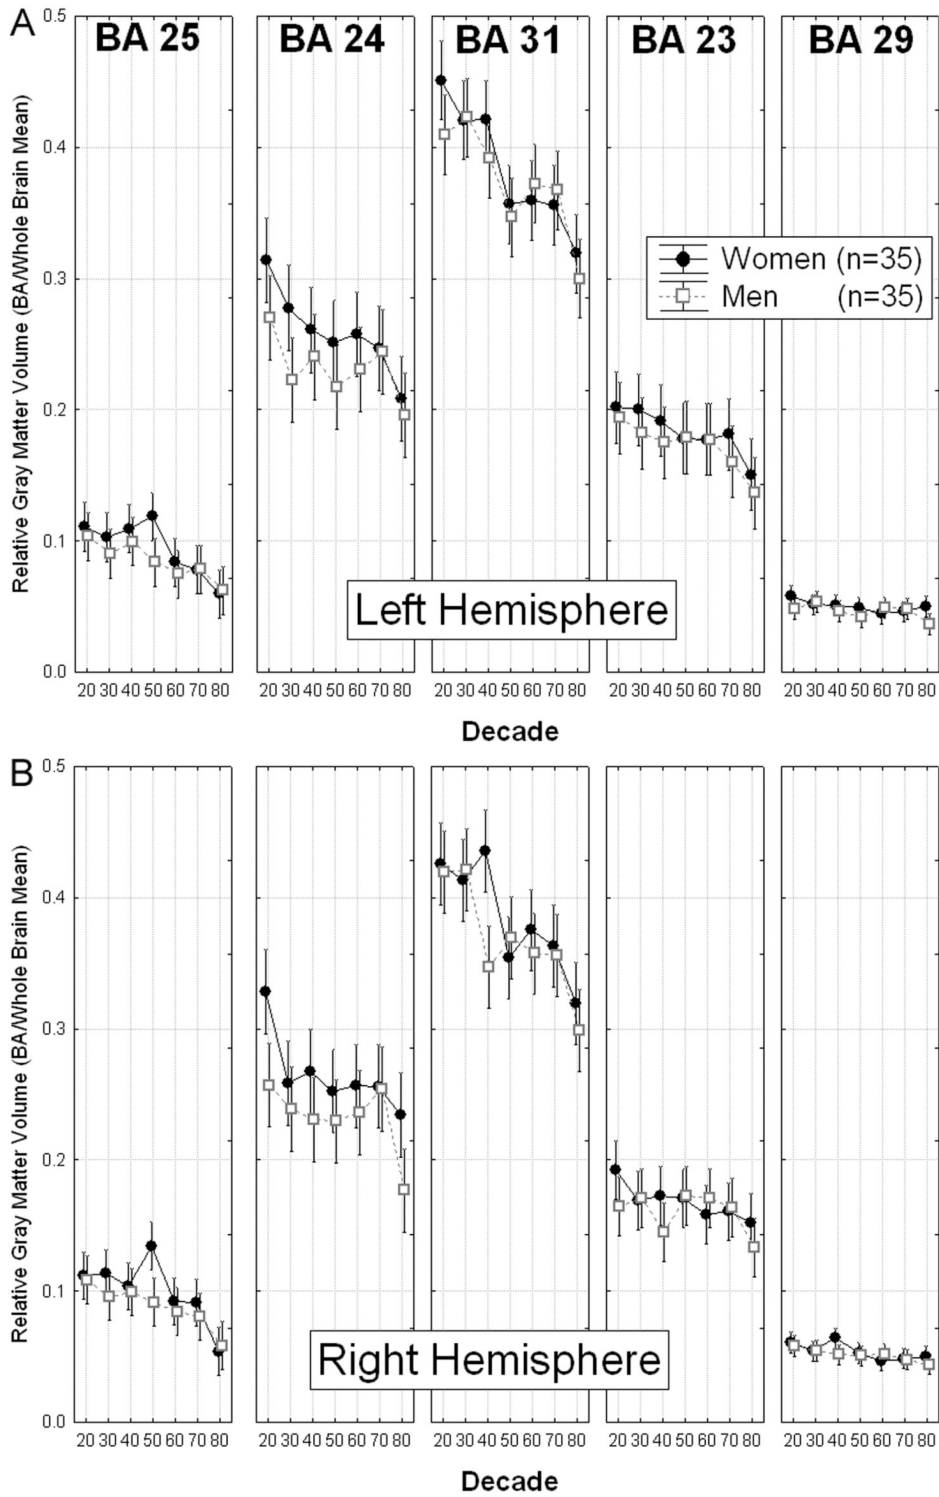 A
BA 25 BA 24 BA 31 BA 23 BA 29
Relative Gray Matter Volume (BA/Whole Brain Mean)
0.5
0.4
0.3
0.2
0.1
0.0
Women (n=35)
Men (n=35)
Left Hemisphere
20 30 40 50 60 70 80 20 30 40 50 60 70 80 20 30 40 50 60 70 80 20 30 40 50 60 70 80 20 30 40 50 60 70 80
Decade
B
Relative Gray Matter Volume (BA/Whole Brain Mean)
0.5
0.4
0.3
0.2
0.1
0.0
Right Hemisphere
20 30 40 50 60 70 80 20 30 40 50 60 70 80 20 30 40 50 60 70 80 20 30 40 50 60 70 80 20 30 40 50 60 70 80
Decade